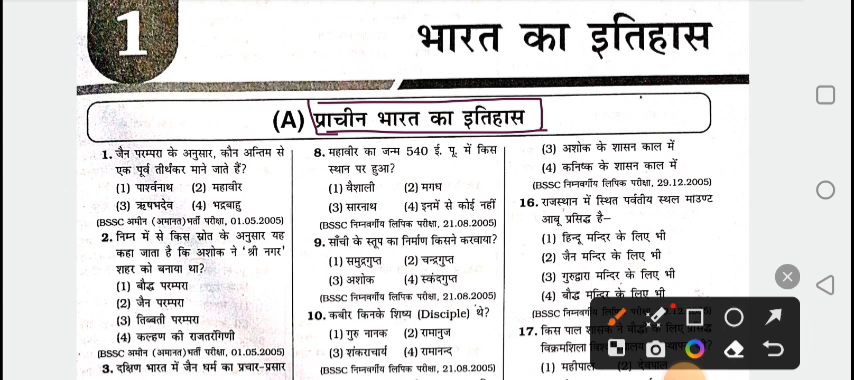 1
भारत का इतिहास
(A) प्राचीन भारत का इतिहास
1. जैन परम्परा के अनुसार, कौन अन्तिम से
एक पूर्व तीर्थंकर माने जाते हैं?
(1) पार्श्वनाथ (2) महावीर
(3) ऋषभदेव (4) भद्रबाहु
(BSSC अमीन (अमानत)भर्ती परीक्षा, 01.05.2005)
2. निम्न में से किस स्रोत के अनुसार यह
कहा जाता है कि अशोक ने 'श्री नगर'
शहर को बनाया था?
(1) बौद्ध परम्परा
(2) जैन परम्परा
(3) तिब्बती परम्परा
(4) कल्हण की राजतरंगिणी
(BSSC अमीन (अमानत)भर्ती परीक्षा, 01.05.2005)
3. दक्षिण भारत में जैन धर्म का प्रचार-प्रसार
8. महावीर का जन्म 540 ई. पू. में किस
स्थान पर हुआ?
(1) वैशाली (2) मगध
(3) सारनाथ (4) इनमें से कोई नहीं
(BSSC निम्नवर्गीय लिपिक परीक्षा, 21.08.2005)
9. साँची के स्तूप का निर्माण किसने करवाया?
(1) समुद्रगुप्त (2) चन्द्रगुप्त
(3) अशोक (4) स्कंदगुप्त
(BSSC निम्नवर्गीय लिपिक परीक्षा, 21.08.2005)
10. कबीर किनके शिष्य (Disciple) थे?
(1) गुरु नानक (2) रामानुज
(3) शंकराचार्य (4) रामानन्द
(BSSC निम्नवर्गीय लिपिक परीक्षा, 21.08.2005)
(3) अशोक के शासन काल में
(4) कनिष्क के शासन काल में
(BSSC निम्नवर्गीय लिपिक परीक्षा, 29.12.2005)
16. राजस्थान में स्थित पर्वतीय स्थल माउण्ट
आबू प्रसिद्ध है–
(1) हिन्दू मन्दिर के लिए भी
(2) जैन मन्दिर के लिए भी
(3) गुरुद्वारा मन्दिर के लिए भी
(4) बौद्ध मन्दिर के लिए भी
(BSSC
17. किस पाल शासक ने बौद्धों के लिए प्रसिद्ध
विक्रमशिला
(1) महीपाल (2) देवपाल